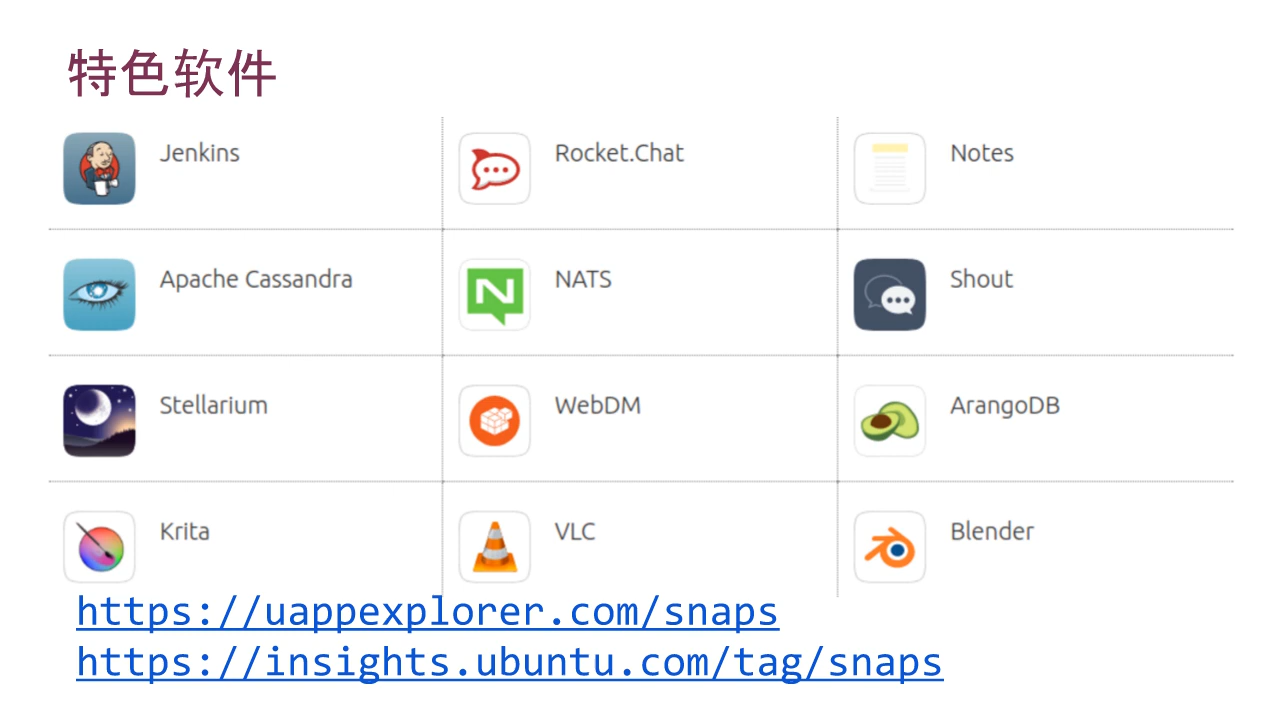 特色软件
Jenkins Rocket.Chat Notes
Apache Cassandra NATS Shout
Stellarium WebDM ArangoDB
Krita VLC Blender
https://uappexplorer.com/snaps
https://insights.ubuntu.com/tag/snaps